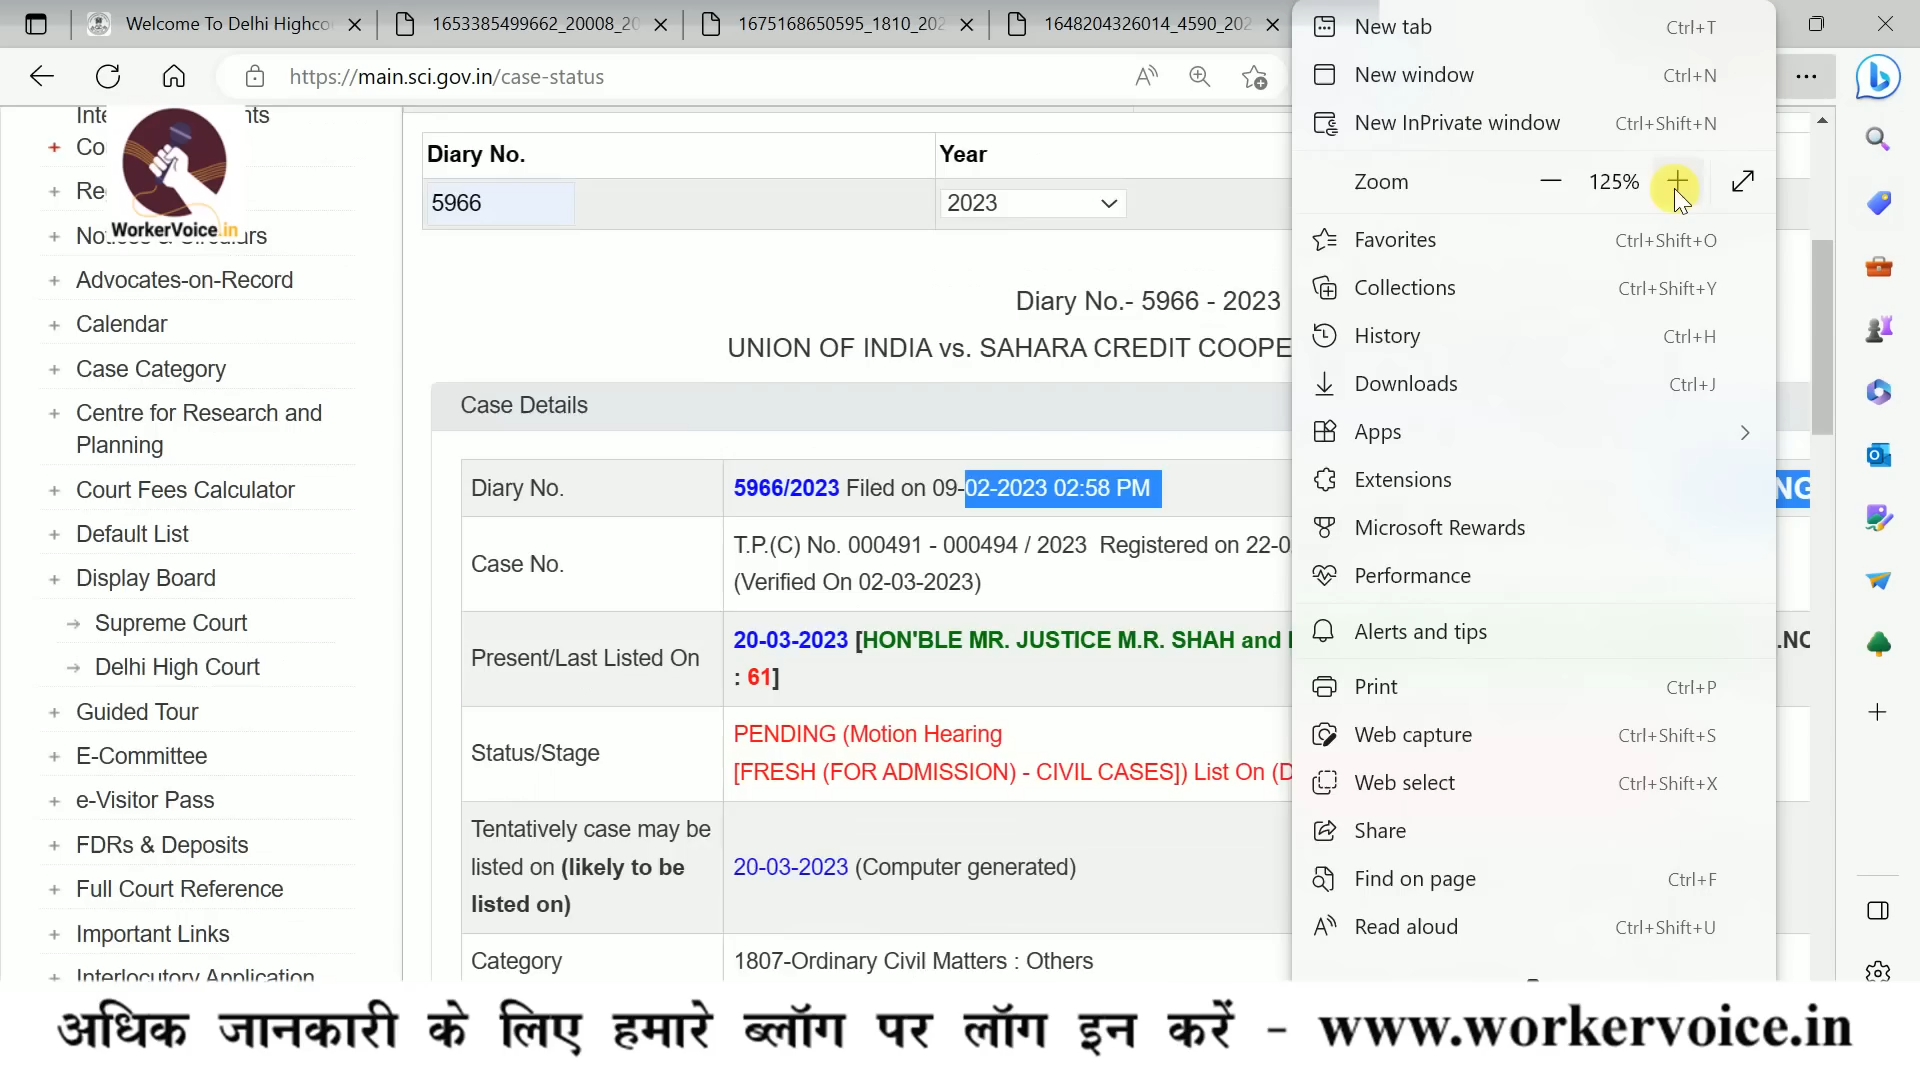 Welcome To Delhi Highco
1653385499662_20008_20
1675168650595_1810_202
1648204326014_4590_202
https://main.sci.gov.in/case-status
WorkerVoice.in
Advocates-on-Record
Calendar
Case Category
Centre for Research and
Planning
Court Fees Calculator
Default List
Display Board
Supreme Court
Delhi High Court
Guided Tour
E-Committee
e-Visitor Pass
FDRs & Deposits
Full Court Reference
Important Links
Interlocutory Application
Diary No. Year
5966 2023
Diary No.- 5966 - 2023
UNION OF INDIA vs. SAHARA CREDIT COOPE
Case Details
Diary No. 5966/2023 Filed on 09-02-2023 02:58 PM
Case No. T.P.(C) No. 000491 - 000494 / 2023 Registered on 22-0
(Verified On 02-03-2023)
Present/Last Listed On 20-03-2023 [HON'BLE MR. JUSTICE M.R. SHAH and
: 61]
Status/Stage PENDING (Motion Hearing
[FRESH (FOR ADMISSION) - CIVIL CASES]) List On (D
Tentatively case may be
listed on (likely to be
listed on)
20-03-2023 (Computer generated)
Category 1807-Ordinary Civil Matters : Others
New tab Ctrl+T
New window Ctrl+N
New InPrivate window Ctrl+Shift+N
Zoom 125%
Favorites Ctrl+Shift+O
Collections Ctrl+Shift+Y
History Ctrl+H
Downloads Ctrl+J
Apps
Extensions
Microsoft Rewards
Performance
Alerts and tips
Print Ctrl+P
Web capture Ctrl+Shift+S
Web select Ctrl+Shift+X
Share
Find on page Ctrl+F
Read aloud Ctrl+Shift+U
अधिक जानकारी के लिए हमारे ब्लॉग पर लॉग इन करें - www.workervoice.in